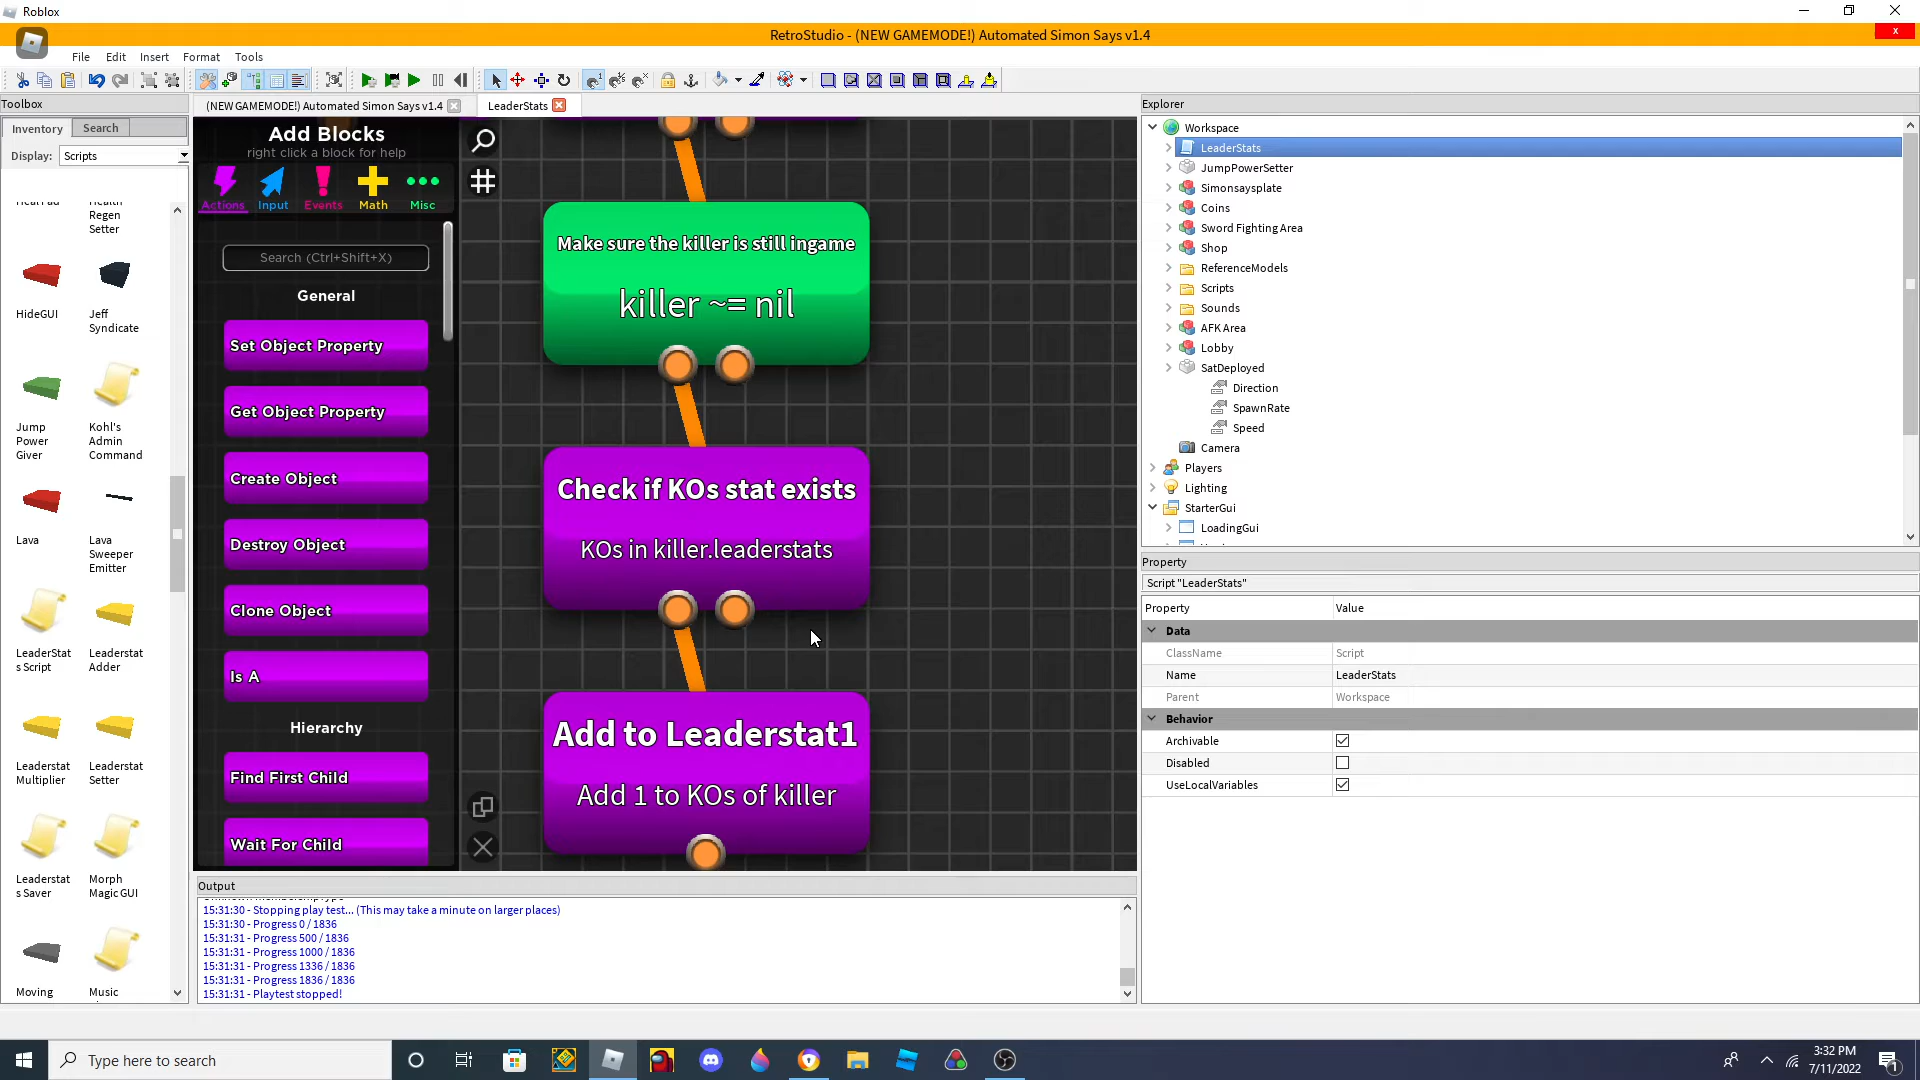 Roblox
RetroStudio - (NEW GAMEMODE!) Automated Simon Says v1.4
x
File Edit Insert Format Tools
Toolbox
Inventory Search
Display: Scripts
Health
Regen
Setter
HideGUI
Jeff
Syndicate
Jump
Power
Giver
Kohl's
Admin
Command
Lava
Lava
Sweeper
Emitter
LeaderStat
s Script
Leaderstat
Adder
Leaderstat
Multiplier
Leaderstat
Setter
Leaderstat
s Saver
Morph
Magic GUI
Moving
Music
(NEW GAMEMODE!) Automated Simon Says v1.4
LeaderStats
Add Blocks
right click a block for help
Actions Input Events Math Misc
Search (Ctrl+Shift+X)
General
Set Object Property
Get Object Property
Create Object
Destroy Object
Clone Object
Is A
Hierarchy
Find First Child
Wait For Child
Make sure the killer is still ingame
killer ~= nil
Check if KOs stat exists
KOs in killer.leaderstats
Add to Leaderstat1
Add 1 to KOs of killer
Output
15:31:30 - Stopping play test... (This may take a minute on larger places)
15:31:30 - Progress 0 / 1836
15:31:31 - Progress 500 / 1836
15:31:31 - Progress 1000 / 1836
15:31:31 - Progress 1336 / 1836
15:31:31 - Progress 1836 / 1836
15:31:31 - Playtest stopped!
Explorer
Workspace
LeaderStats
JumpPowerSetter
Simonsaysplate
Coins
Sword Fighting Area
Shop
ReferenceModels
Scripts
Sounds
AFK Area
Lobby
SatDeployed
Direction
SpawnRate
Speed
Camera
Players
Lighting
StarterGui
LoadingGui
Property
Script "LeaderStats"
Property Value
Data
ClassName Script
Name LeaderStats
Parent Workspace
Behavior
Archivable
Disabled
UseLocalVariables
Type here to search
3:32 PM
7/11/2022
1